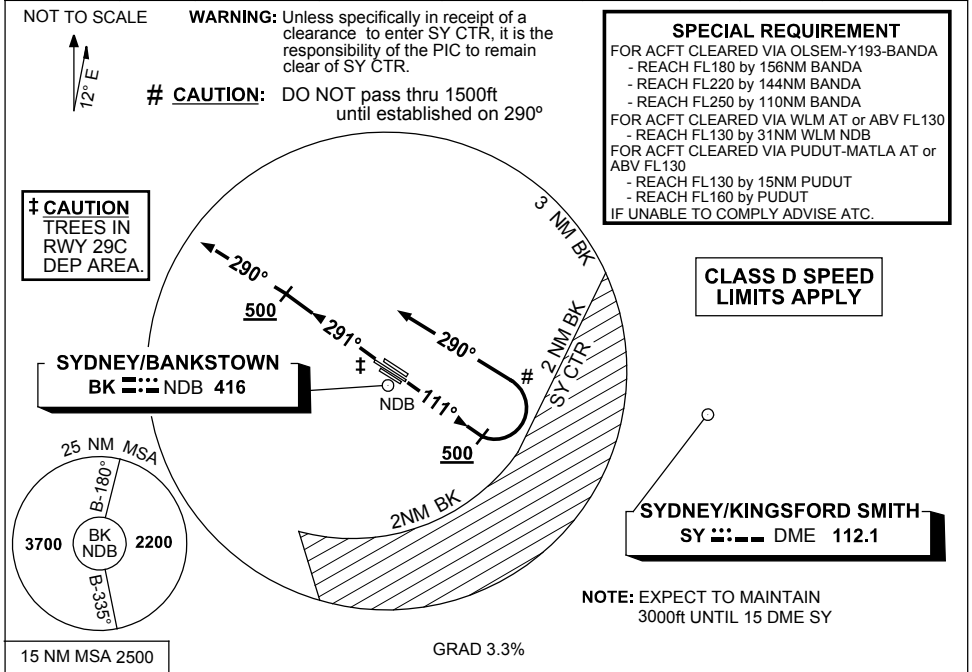 NOT TO SCALE
12° E
WARNING: Unless specifically in receipt of a
clearance to enter SY CTR, it is the
responsibility of the PIC to remain
clear of SY CTR.
# CAUTION: DO NOT pass thru 1500ft
until established on 290º
SPECIAL REQUIREMENT
FOR ACFT CLEARED VIA OLSEM-Y193-BANDA
- REACH FL180 by 156NM BANDA
- REACH FL220 by 144NM BANDA
- REACH FL250 by 110NM BANDA
FOR ACFT CLEARED VIA WLM AT or ABV FL130
- REACH FL130 by 31NM WLM NDB
FOR ACFT CLEARED VIA PUDUT-MATLA AT or
ABV FL130
- REACH FL130 by 15NM PUDUT
- REACH FL160 by PUDUT
IF UNABLE TO COMPLY ADVISE ATC.
‡ CAUTION
TREES IN
RWY 29C
DEP AREA.
CLASS D SPEED
LIMITS APPLY
3 NM BK
290°
500
291°
290°
#
2 NM BK
SY CTR
‡
SYDNEY/BANKSTOWN
BK NDB 416
NDB
111°
500
2NM BK
25 NM MSA
B-180°
3700
BK
NDB
2200
B-335°
15 NM MSA 2500
SYDNEY/KINGSFORD SMITH
SY DME 112.1
NOTE: EXPECT TO MAINTAIN
3000ft UNTIL 15 DME SY
GRAD 3.3%